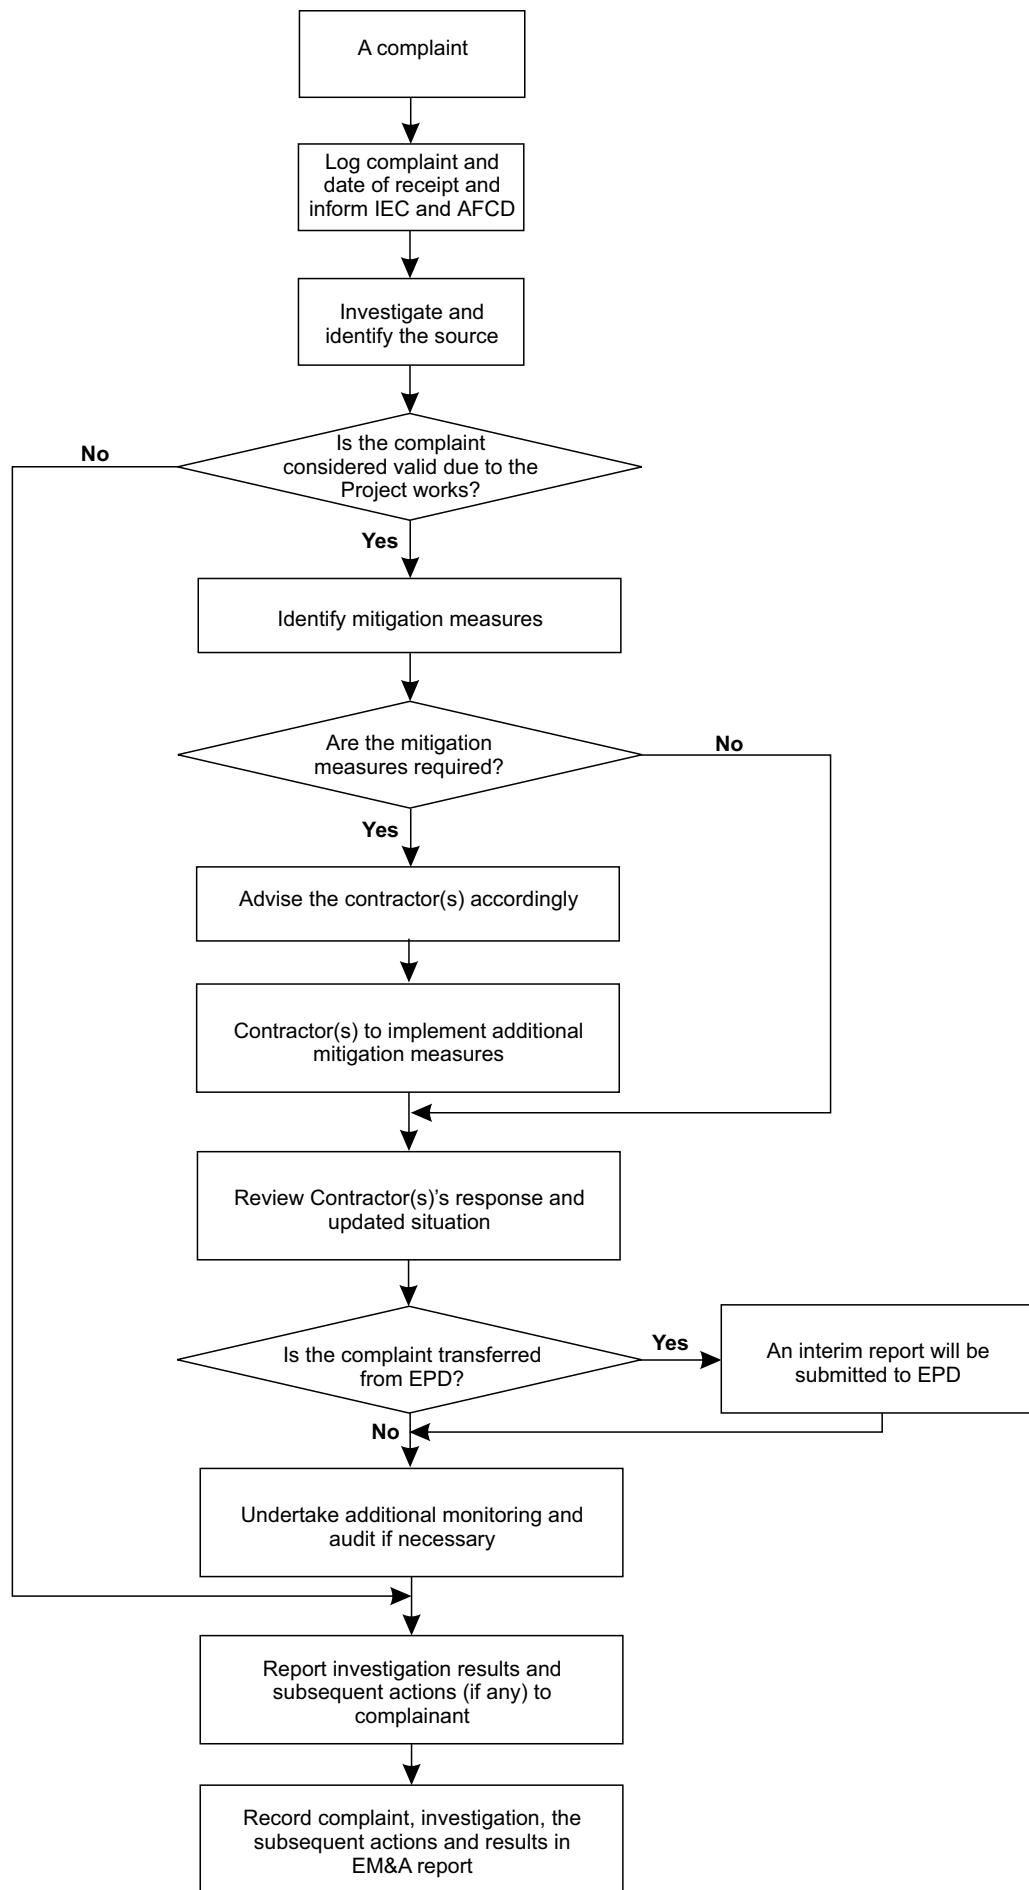 A complaint
Log complaint and
date of receipt and
inform IEC and AFCD
Investigate and
identify the source
Is the complaint
considered valid due to the
Project works?
No
Yes
Identify mitigation measures
Are the mitigation
measures required?
No
Yes
Advise the contractor(s) accordingly
Contractor(s) to implement additional
mitigation measures
Review Contractor(s)'s response and
updated situation
Is the complaint transferred
from EPD?
Yes
An interim report will be
submitted to EPD
No
Undertake additional monitoring and
audit if necessary
Report investigation results and
subsequent actions (if any) to
complainant
Record complaint, investigation, the
subsequent actions and results in
EM&A report